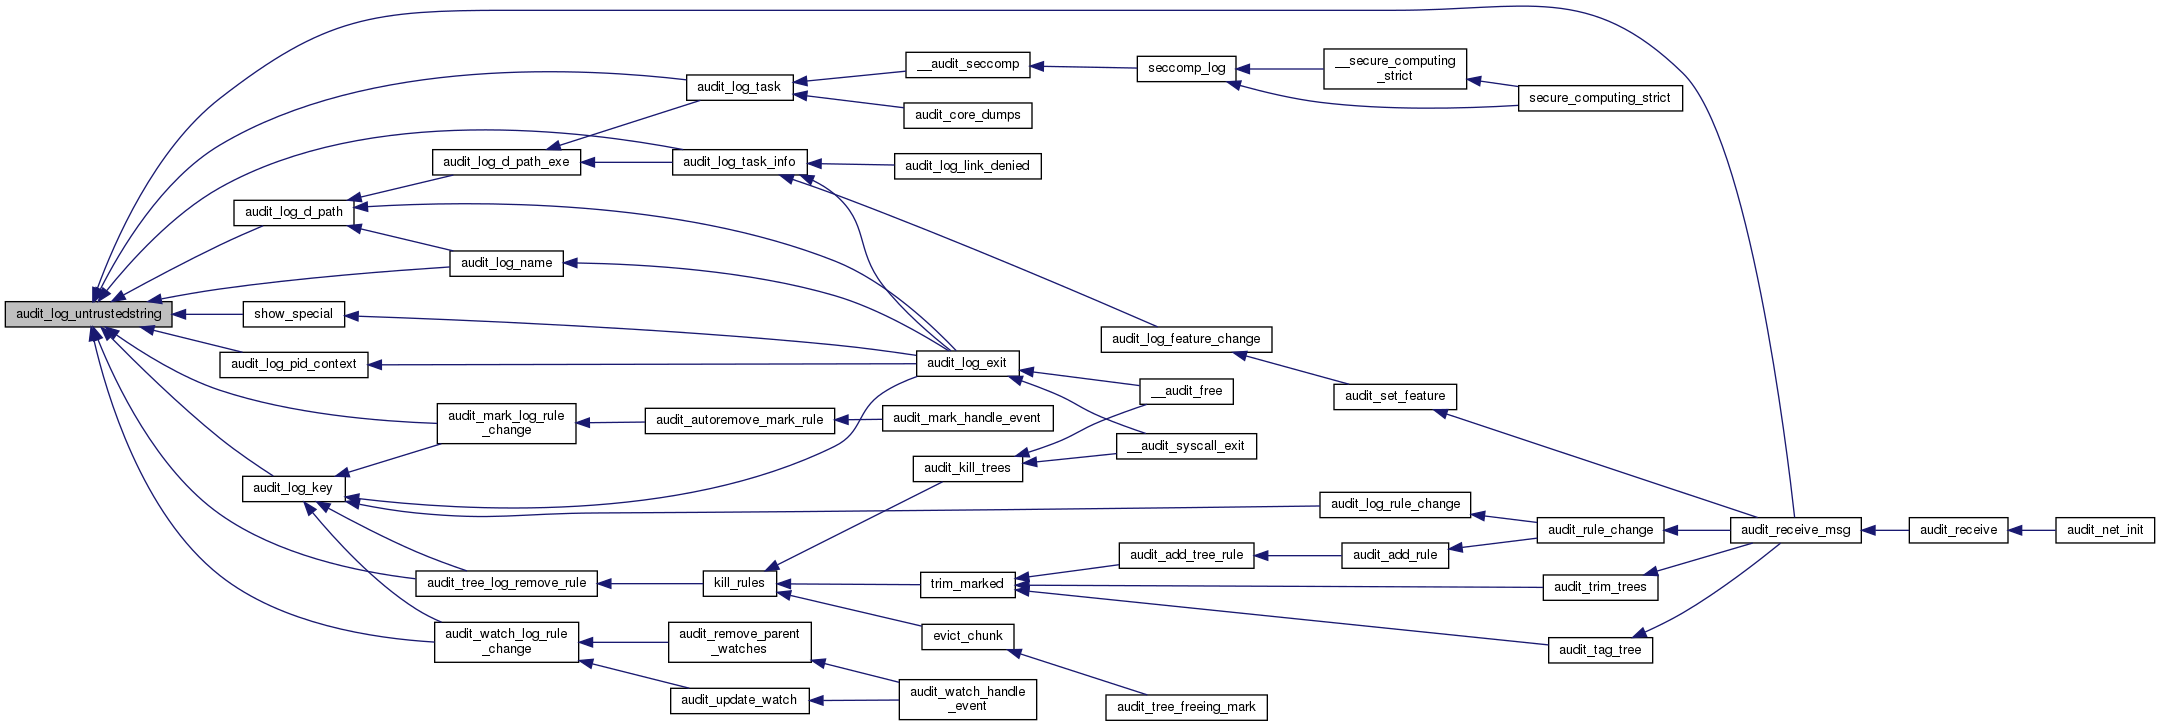 audit_log_untrustedstring
audit_log_task
__audit_seccomp
seccomp_log
__secure_computing
_strict
secure_computing_strict
audit_core_dumps
audit_log_d_path_exe
audit_log_task_info
audit_log_link_denied
audit_log_d_path
audit_log_name
show_special
audit_log_pid_context
audit_log_exit
audit_log_feature_change
__audit_free
audit_set_feature
audit_mark_log_rule
_change
audit_autoremove_mark_rule
audit_mark_handle_event
__audit_syscall_exit
audit_kill_trees
audit_log_key
audit_log_rule_change
audit_rule_change
audit_receive_msg
audit_receive
audit_net_init
audit_add_tree_rule
audit_add_rule
audit_tree_log_remove_rule
kill_rules
trim_marked
audit_trim_trees
evict_chunk
audit_tag_tree
audit_watch_log_rule
_change
audit_remove_parent
_watches
audit_update_watch
audit_watch_handle
_event
audit_tree_freeing_mark